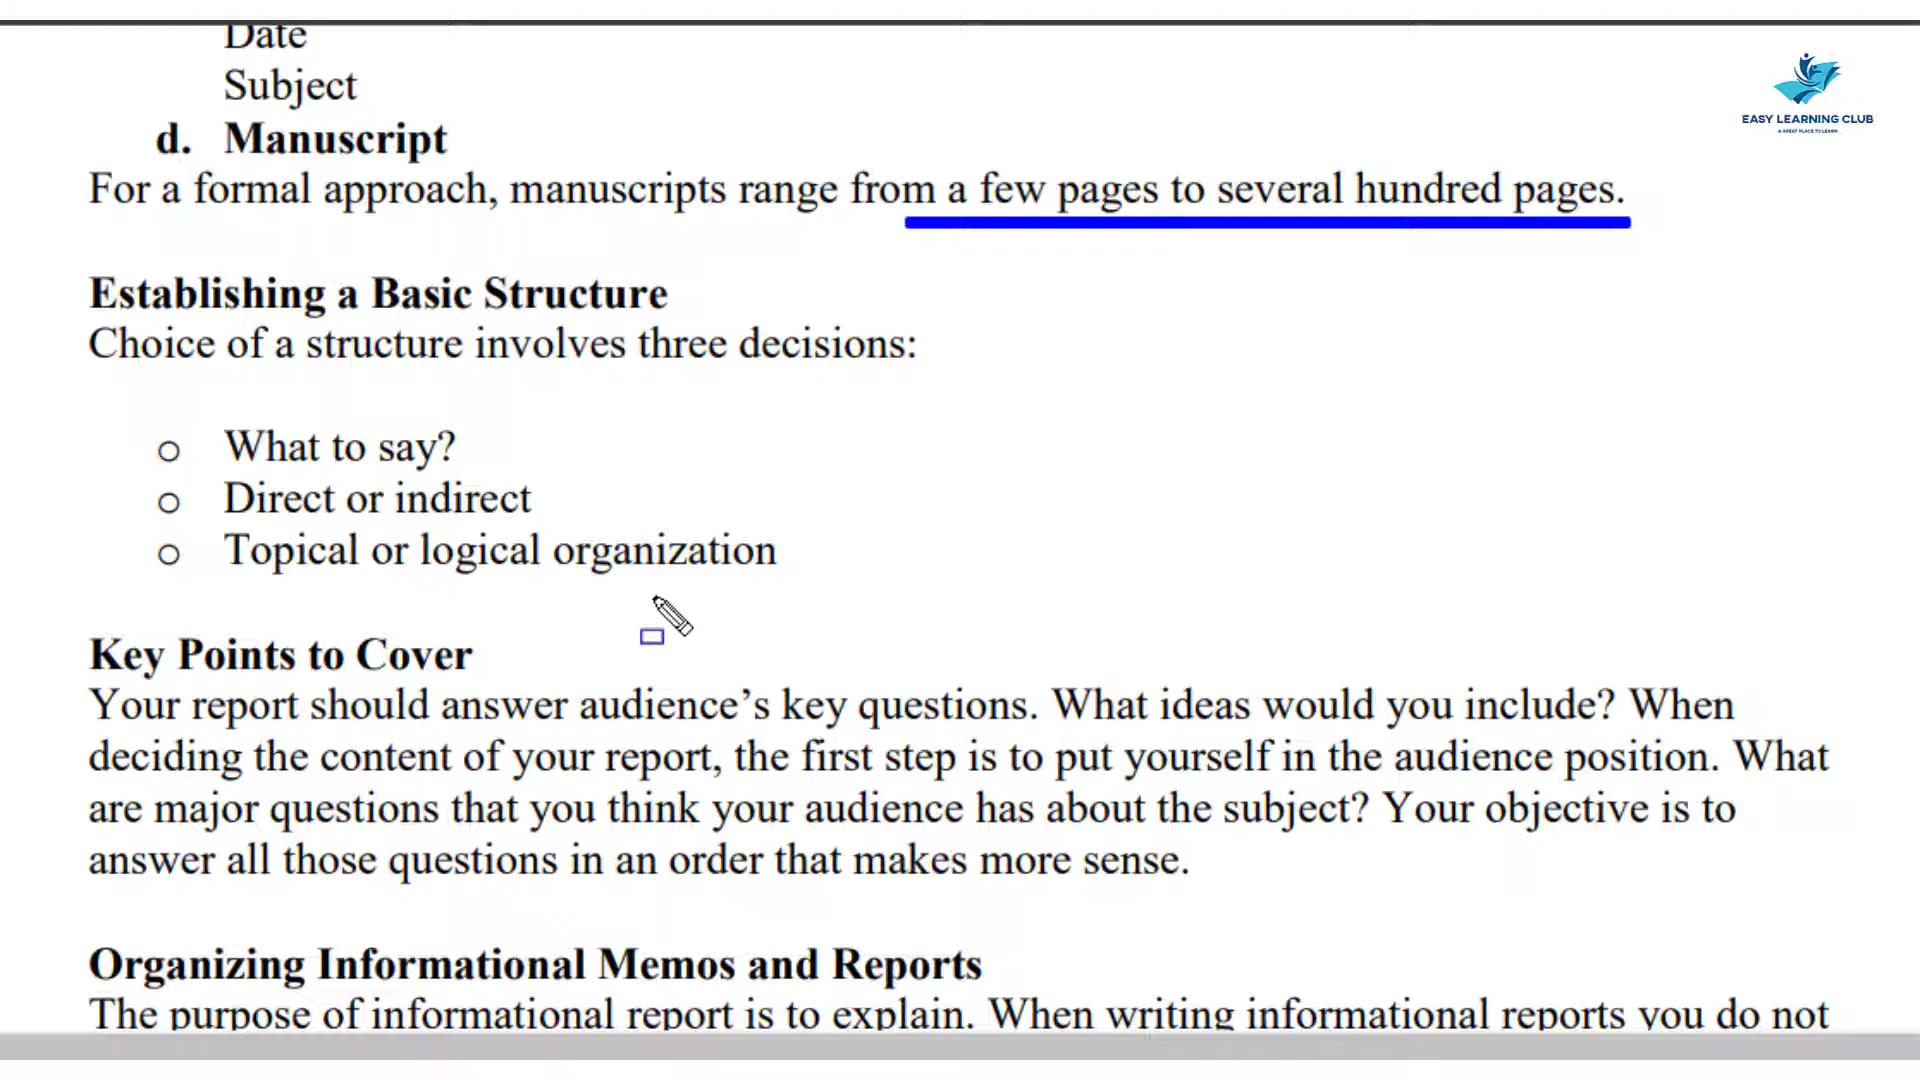 Date
Subject
EASY LEARNING CLUB
A GREAT PLACE TO LEARN
d. Manuscript
For a formal approach, manuscripts range from a few pages to several hundred pages.
Establishing a Basic Structure
Choice of a structure involves three decisions:
o What to say?
o Direct or indirect
o Topical or logical organization
Key Points to Cover
Your report should answer audience’s key questions. What ideas would you include? When
deciding the content of your report, the first step is to put yourself in the audience position. What
are major questions that you think your audience has about the subject? Your objective is to
answer all those questions in an order that makes more sense.
Organizing Informational Memos and Reports
The purpose of informational report is to explain. When writing informational reports you do not